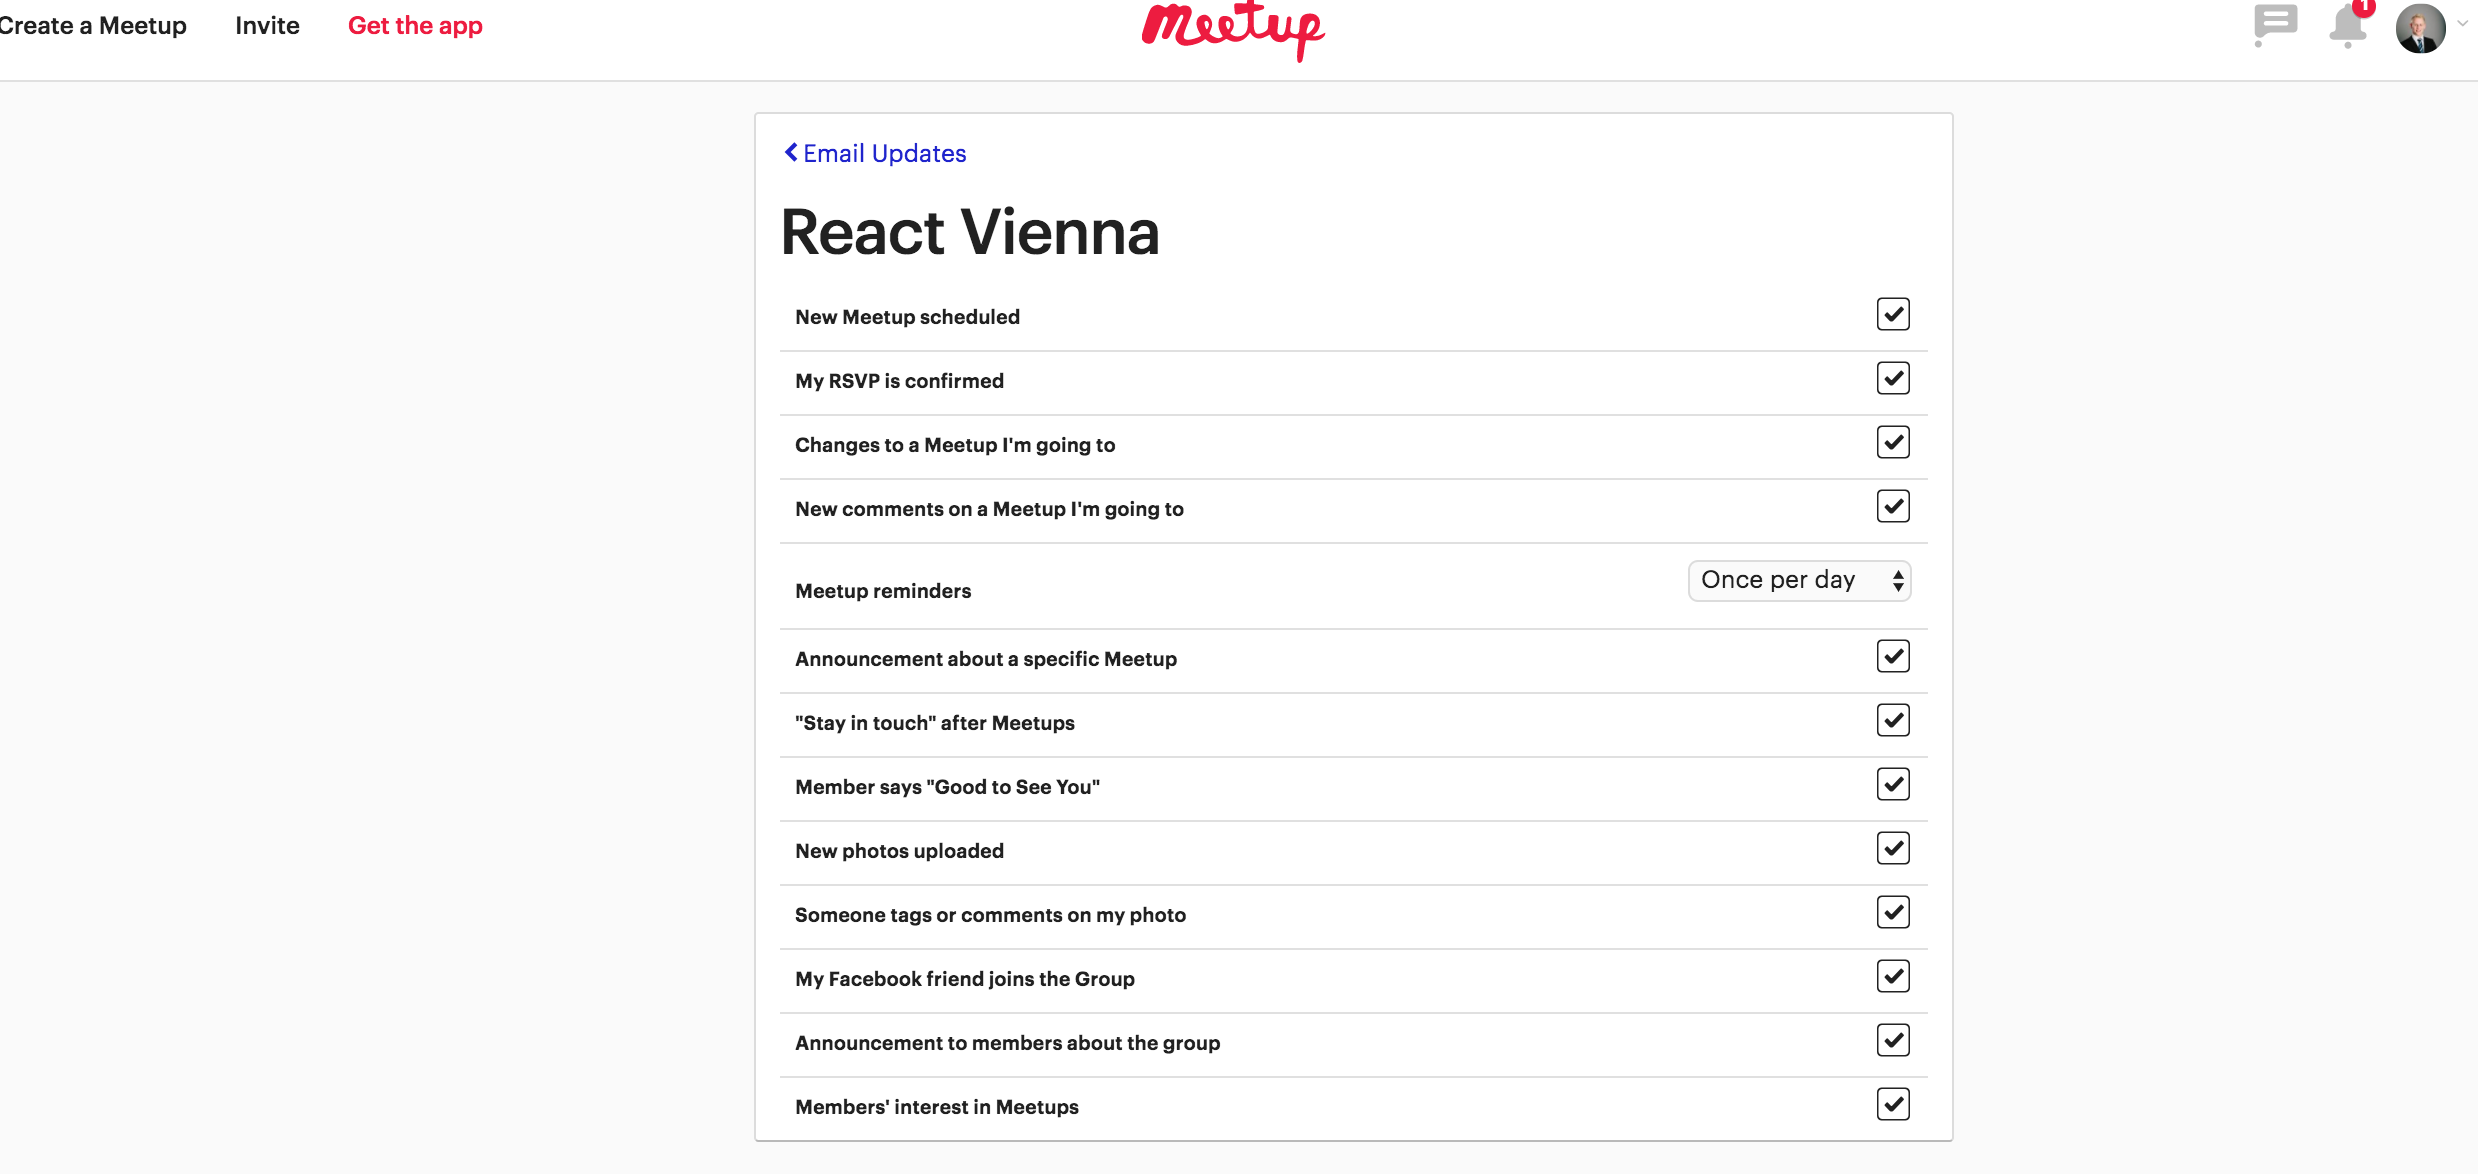 Create a Meetup Invite Get the app meetup 1
Email Updates
React Vienna
New Meetup scheduled
My RSVP is confirmed
Changes to a Meetup I'm going to
New comments on a Meetup I'm going to
Meetup reminders Once per day
Announcement about a specific Meetup
"Stay in touch" after Meetups
Member says "Good to See You"
New photos uploaded
Someone tags or comments on my photo
My Facebook friend joins the Group
Announcement to members about the group
Members' interest in Meetups